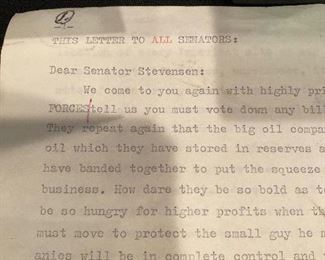 THIS LETTER TO ALL SENATORS:
Dear Senator Stevensen:
We come to you again with highly pri
FORCES tell us you must vote down any bill
They repeat again that the big oil compa
oil which they have stored in reserves a
have banded together to put the squeeze
business. How dare they be so bold as t
be so hungry for higher profits when th
must move to protect the small guy he m
anies will be in complete control and